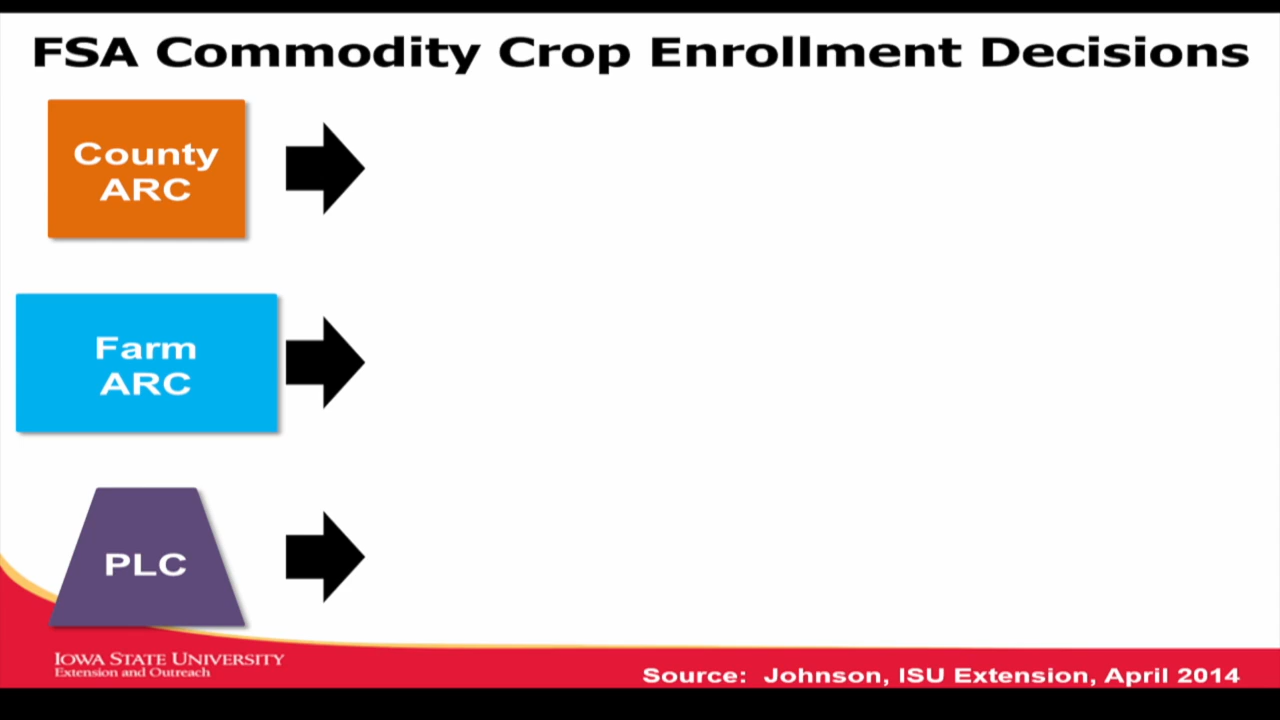 FSA Commodity Crop Enrollment Decisions
County
ARC
Farm
ARC
PLC
IOWA STATE UNIVERSITY
Extension and Outreach
Source:  Johnson, ISU Extension, April 2014